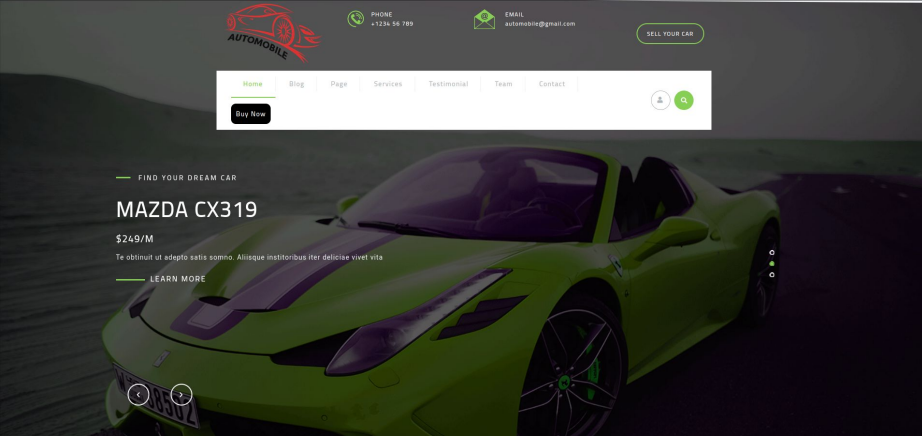 AUTOMOBILE
PHONE
+1234 56 789
EMAIL
automobile@gmail.com
SELL YOUR CAR
Home
Blog
Page
Services
Testimonial
Team
Contact
Buy Now
FIND YOUR DREAM CAR
MAZDA CX319
$249/M
Te obtinuit ut adepto satis somno. Aliisque institoribus iter deliciae vivet vita
LEARN MORE